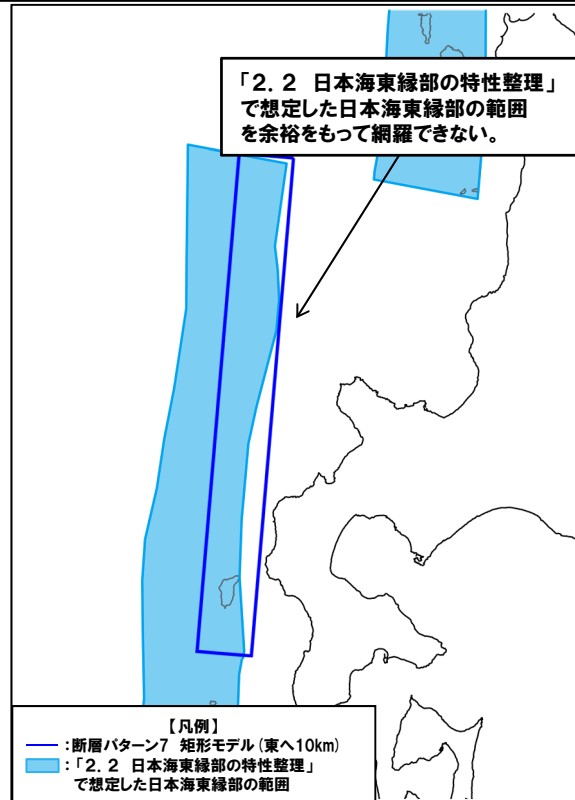 「2.2 日本海東縁部の特性整理」
で想定した日本海東縁部の範囲
を余裕をもって網羅できない。
【凡例】
:断層パターン7 矩形モデル(東へ10km)
:「2.2 日本海東縁部の特性整理」
で想定した日本海東縁部の範囲